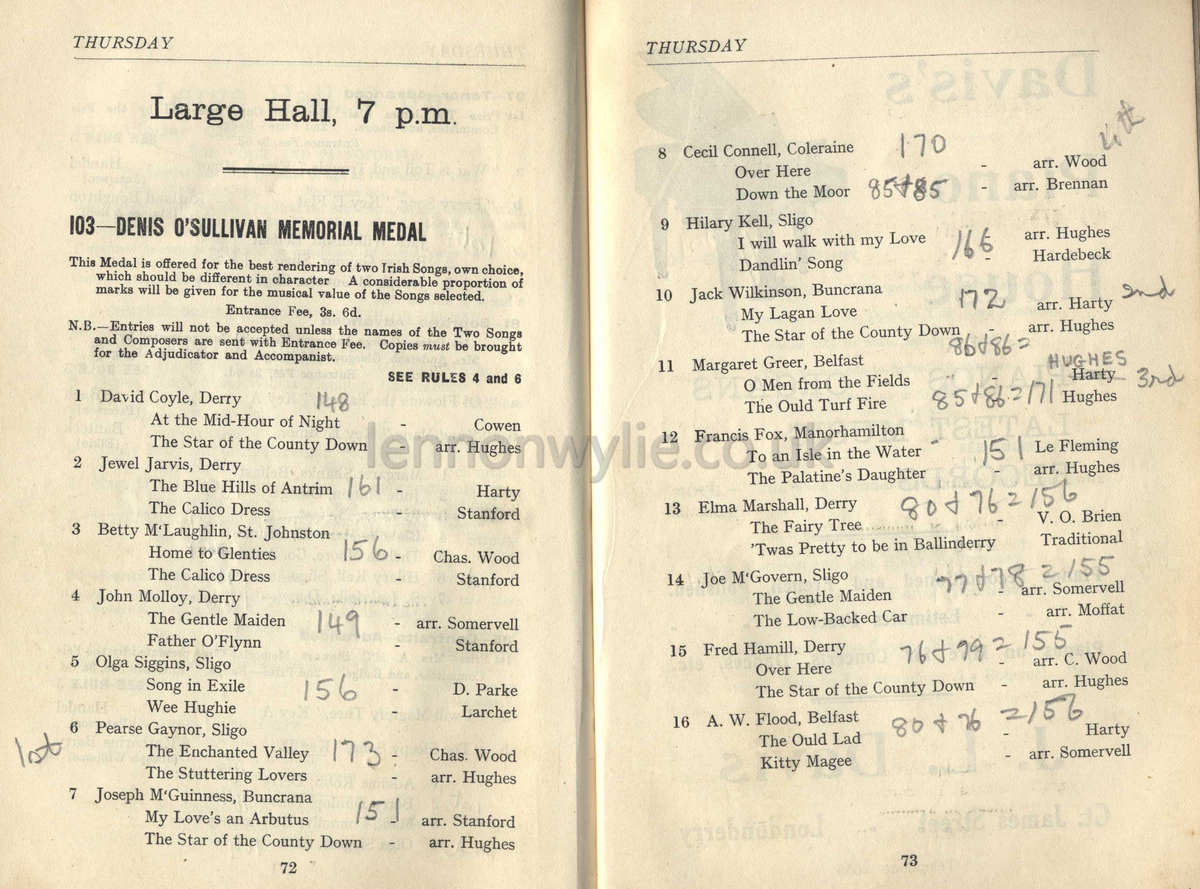 THURSDAY
Large Hall, 7 p.m.
103—DENIS O'SULLIVAN MEMORIAL MEDAL
This Medal is offered for the best rendering of two Irish Songs, own choice,
which should be different in character A considerable proportion of
marks will be given for the musical value of the Songs selected.
Entrance Fee, 3s. 6d.
N.B.—Entries will not be accepted unless the names of the Two Songs
and Composers are sent with Entrance Fee. Copies must be brought
for the Adjudicator and Accompanist.
SEE RULES 4 and 6
1 David Coyle, Derry 148
At the Mid-Hour of Night - Cowen
The Star of the County Down - arr. Hughes
2 Jewel Jarvis, Derry
The Blue Hills of Antrim 161 - Harty
The Calico Dress - Stanford
3 Betty M'Laughlin, St. Johnston
Home to Glenties 156 - Chas. Wood
The Calico Dress - Stanford
4 John Molloy, Derry
The Gentle Maiden 149 - arr. Somervell
Father O'Flynn - Stanford
5 Olga Siggins, Sligo
Song in Exile 156 - D. Parke
Wee Hughie - Larchet
6 Pearse Gaynor, Sligo
1st The Enchanted Valley 173 - Chas. Wood
The Stuttering Lovers - arr. Hughes
7 Joseph M'Guinness, Buncrana
My Love's an Arbutus 151 - arr. Stanford
The Star of the County Down - arr. Hughes
72
THURSDAY
8 Cecil Connell, Coleraine 170 4th
Over Here - arr. Wood
Down the Moor 85+85 - arr. Brennan
9 Hilary Kell, Sligo
I will walk with my Love 166 arr. Hughes
Dandlin' Song - Hardebeck
10 Jack Wilkinson, Buncrana 2nd
My Lagan Love 172 arr. Harty
The Star of the County Down - arr. Hughes
86+86=
11 Margaret Greer, Belfast HUGHES
O Men from the Fields - - Harty 3rd
The Ould Turf Fire 85+86=171 Hughes
12 Francis Fox, Manorhamilton
To an Isle in the Water - 151 Le Fleming
The Palatine's Daughter - arr. Hughes
13 Elma Marshall, Derry 80+76=156
The Fairy Tree - V. O. Brien
'Twas Pretty to be in Ballinderry Traditional
14 Joe M'Govern, Sligo 77+78=155
The Gentle Maiden - arr. Somervell
The Low-Backed Car - arr. Moffat
15 Fred Hamill, Derry 76+79=155
Over Here - arr. C. Wood
The Star of the County Down - arr. Hughes
16 A. W. Flood, Belfast 80+76=156
The Ould Lad - Harty
Kitty Magee - arr. Somervell
73
lennonwylie.co.uk